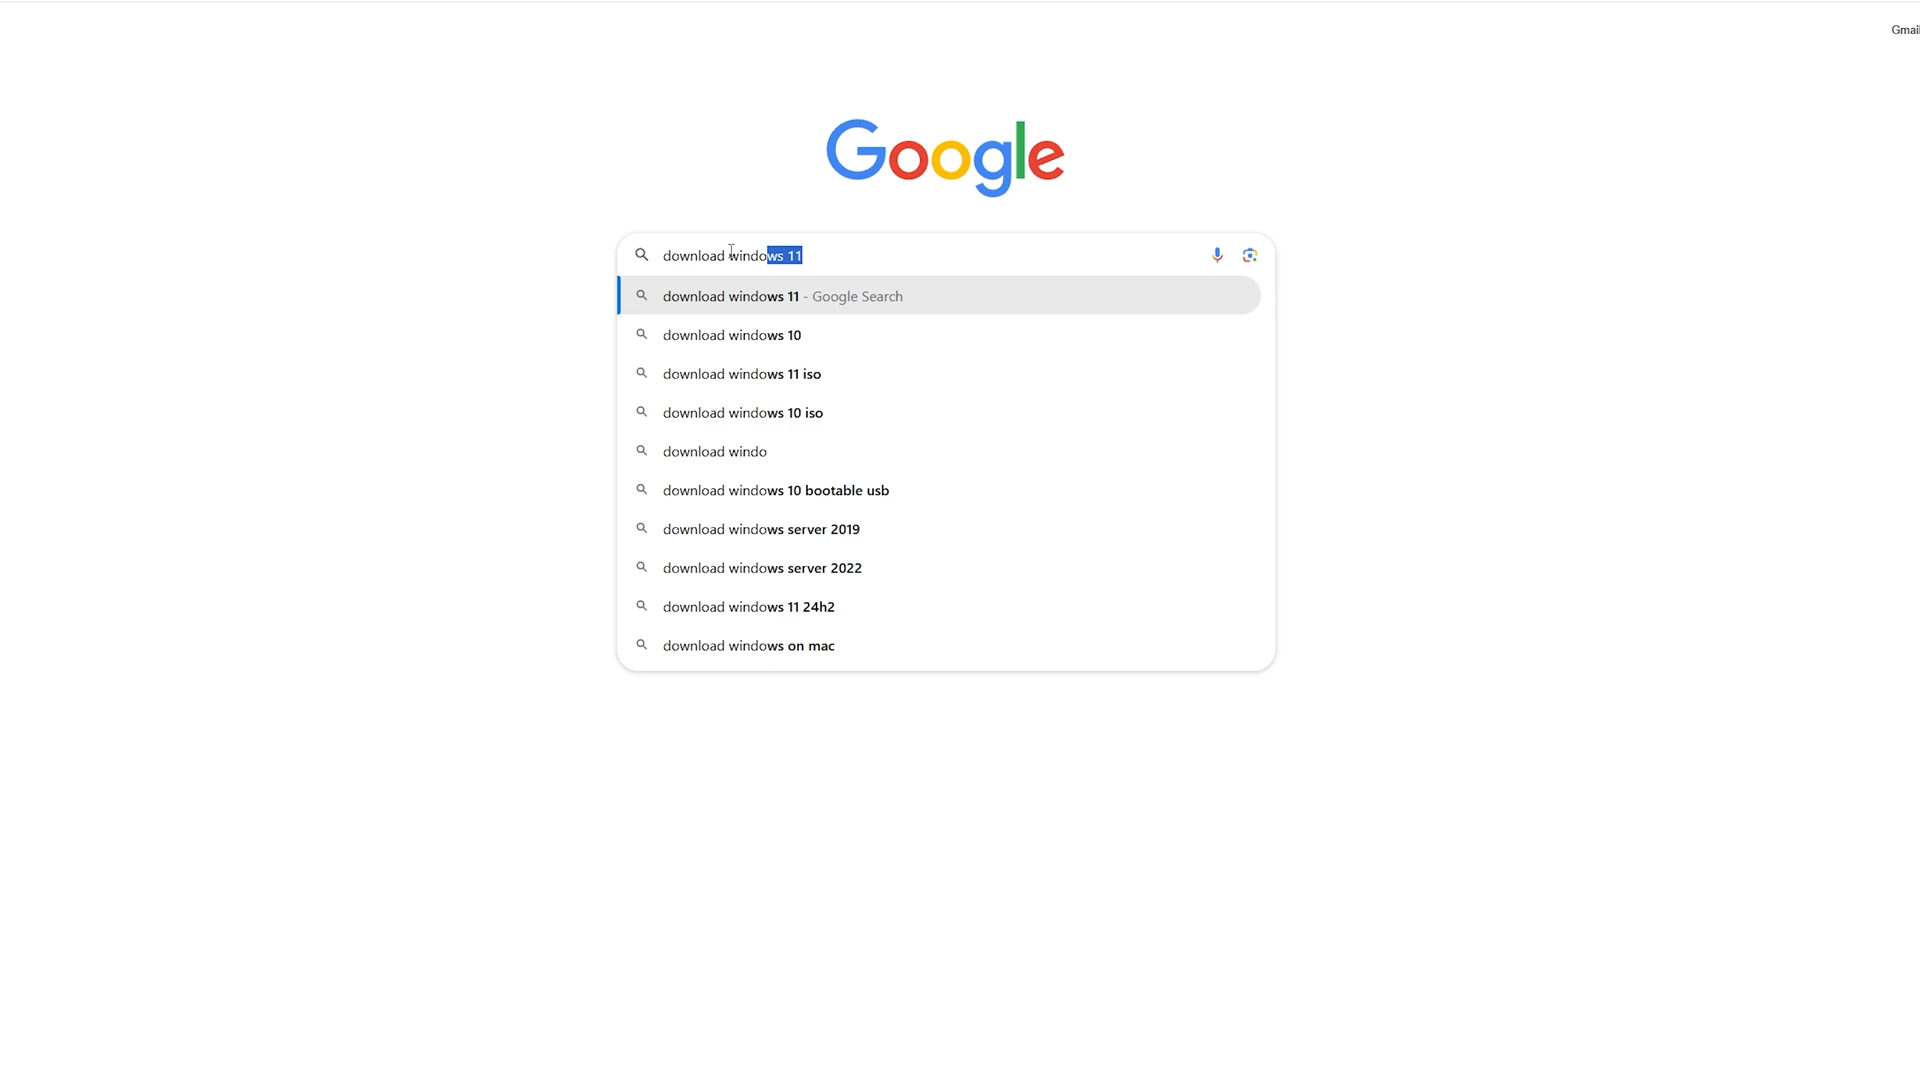 Gmail
Google
download windows 11
download windows 11 - Google Search
download windows 10
download windows 11 iso
download windows 10 iso
download windo
download windows 10 bootable usb
download windows server 2019
download windows server 2022
download windows 11 24h2
download windows on mac